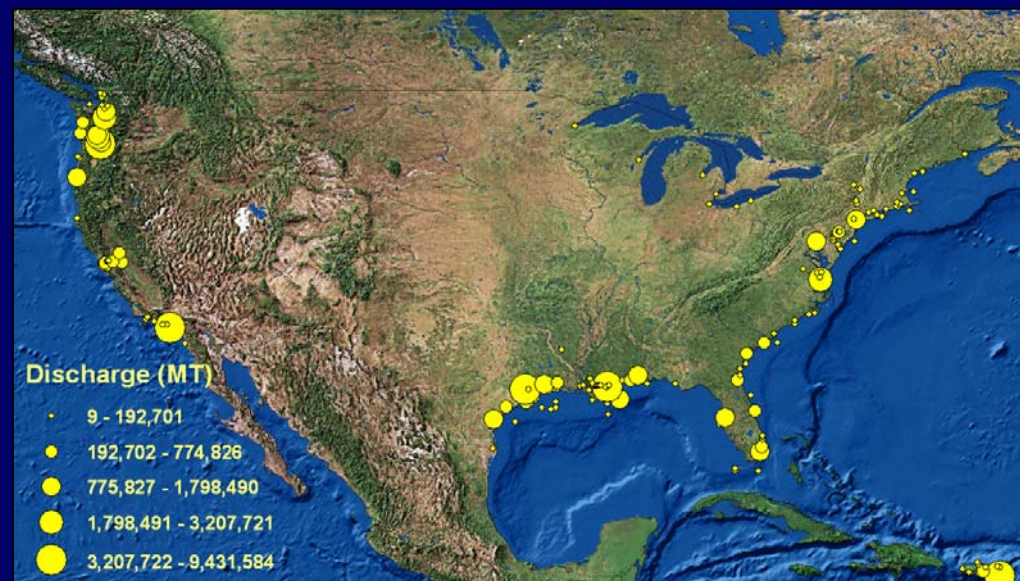 Discharge (MT)
9 - 192,701
192,702 - 774,826
775,827 - 1,798,490
1,798,491 - 3,207,721
3,207,722 - 9,431,584